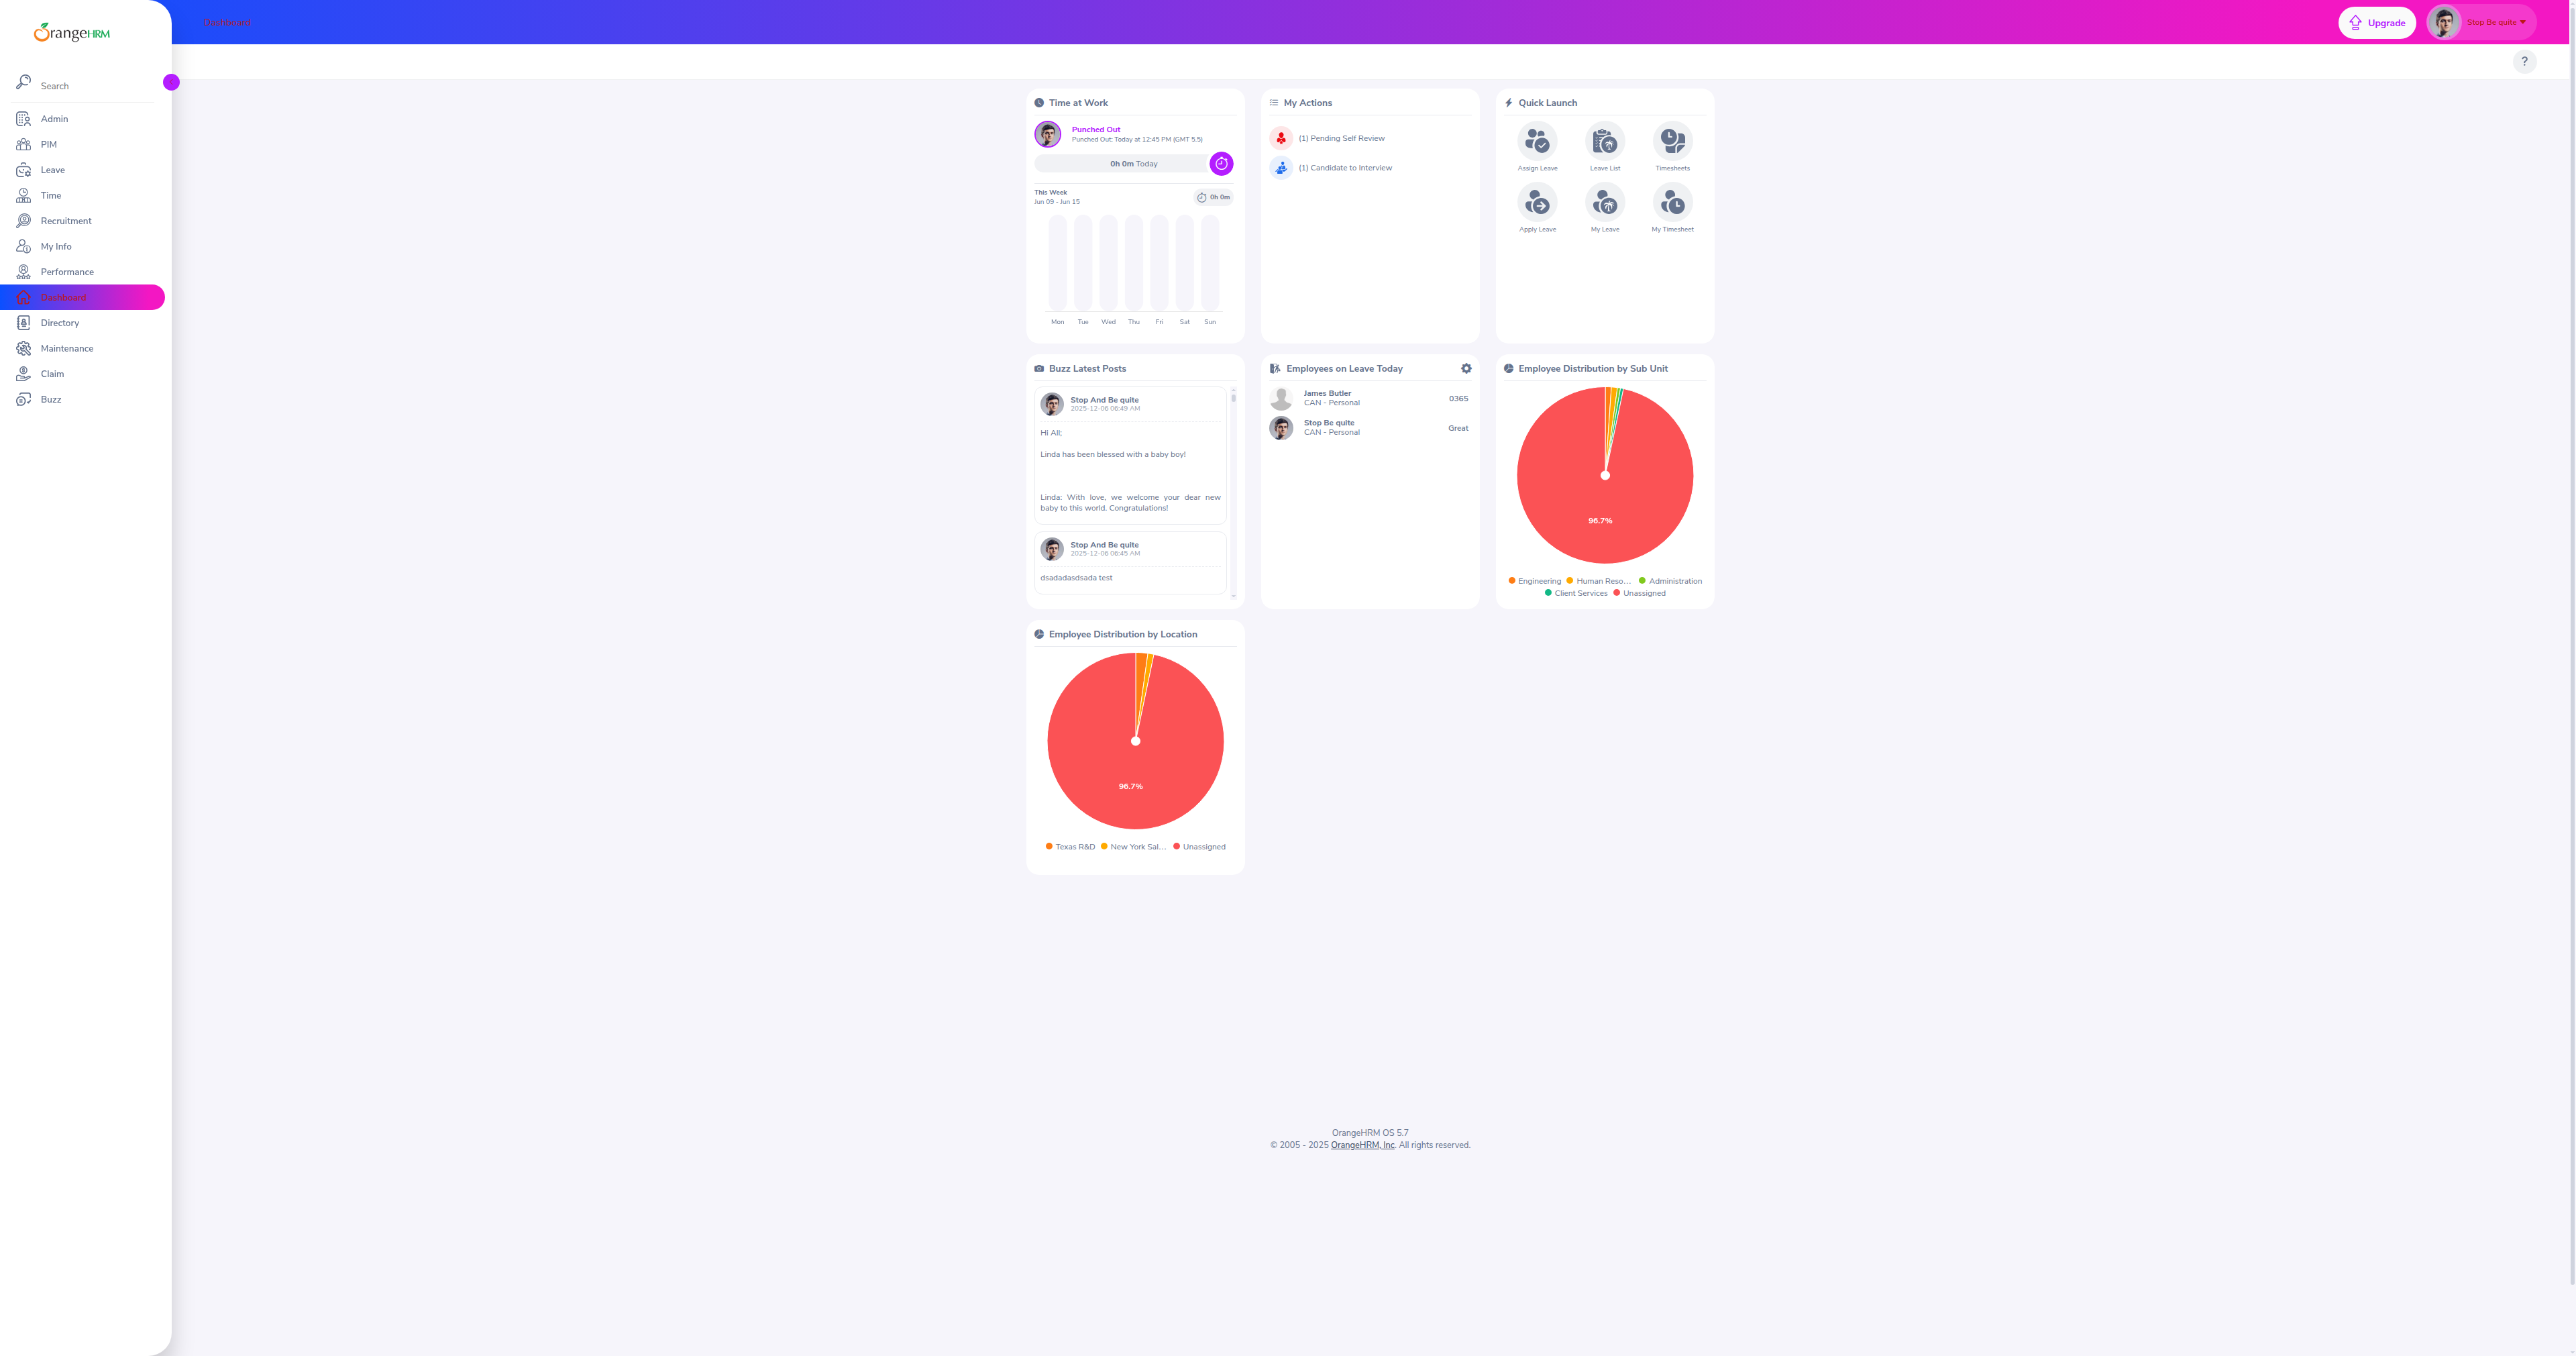 OrangeHRM
Search
Admin
PIM
Leave
Time
Recruitment
My Info
Performance
Dashboard
Directory
Maintenance
Claim
Buzz
Dashboard
Upgrade
Stop Be quite
?
Time at Work
Punched Out
Punched Out: Today at 12:45 PM (GMT 5.5)
0h 0m Today
This Week
Jun 09 - Jun 15
0h 0m
Mon Tue Wed Thu Fri Sat Sun
My Actions
(1) Pending Self Review
(1) Candidate to Interview
Quick Launch
Assign Leave Leave List Timesheets
Apply Leave My Leave My Timesheet
Buzz Latest Posts
Stop And Be quite
2025-12-06 06:49 AM
Hi All;
Linda has been blessed with a baby boy!
Linda: With love, we welcome your dear new
baby to this world. Congratulations!
Stop And Be quite
2025-12-06 06:45 AM
dsadadasdsada test
Employees on Leave Today
James Butler
CAN - Personal
0365
Stop Be quite
CAN - Personal
Great
Employee Distribution by Sub Unit
96.7%
Engineering Human Reso... Administration
Client Services Unassigned
Employee Distribution by Location
96.7%
Texas R&D New York Sal... Unassigned
OrangeHRM OS 5.7
© 2005 - 2025 OrangeHRM, Inc. All rights reserved.